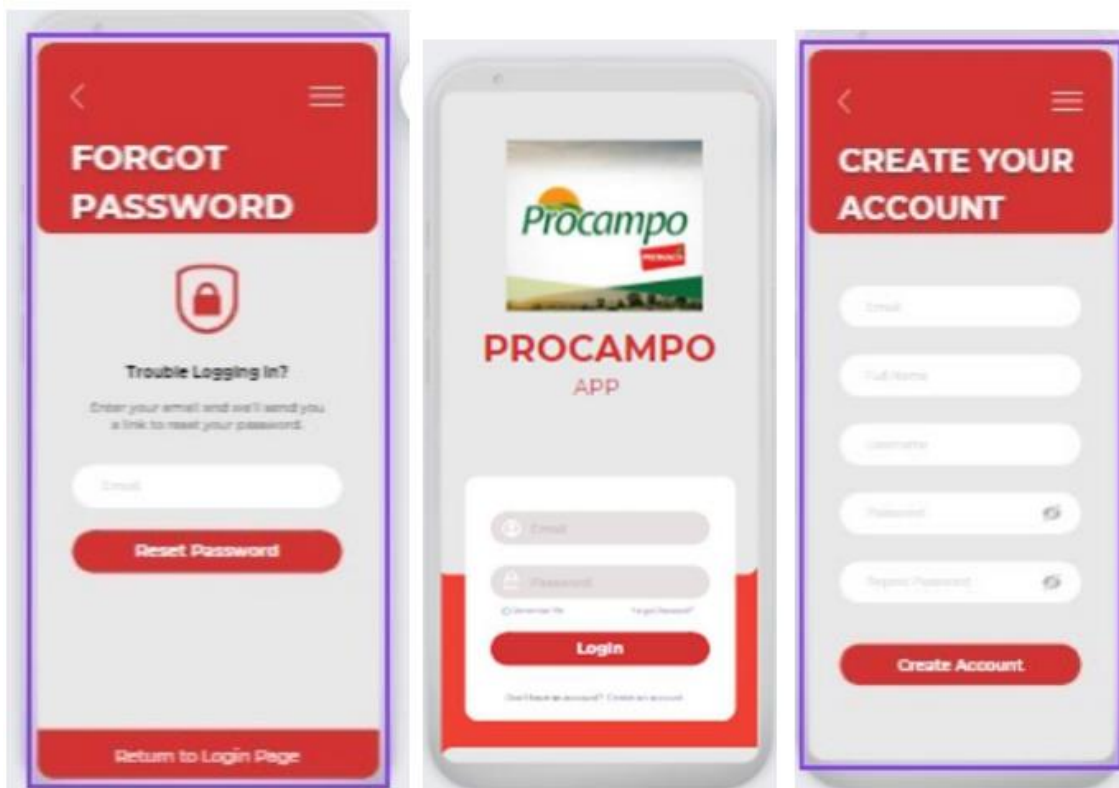 FORGOT
PASSWORD
Trouble Logging In?
Enter your email and we'll send you
a link to reset your password.
Email
Reset Password
Return to Login Page
Procampo
PROCAMPO
APP
Email
Password
Remember Me
Forgot Password?
Login
Don't have an account? Create an account
CREATE YOUR
ACCOUNT
Email
Full Name
Username
Password
Repeat Password
Create Account